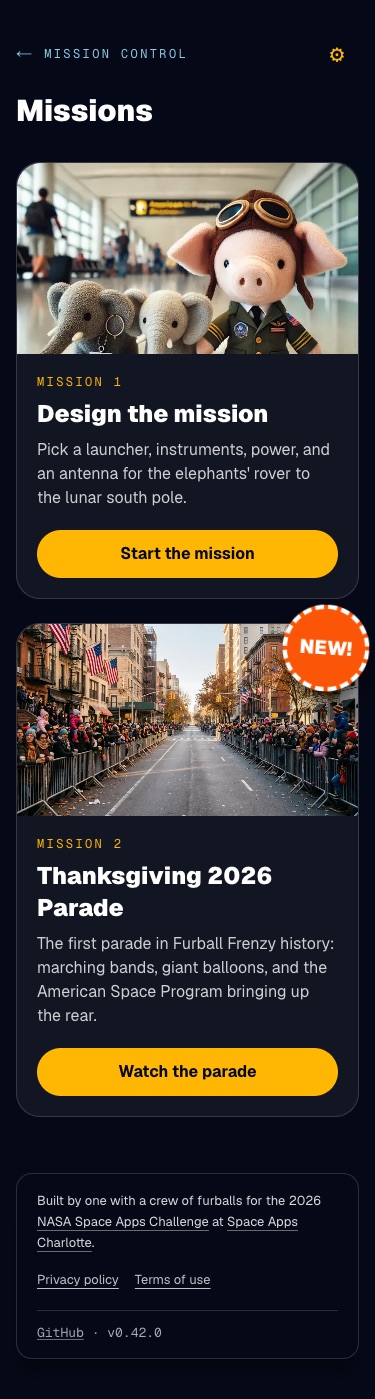 ← MISSION CONTROL
Missions
MISSION 1
Design the mission
Pick a launcher, instruments, power, and
an antenna for the elephants' rover to
the lunar south pole.
Start the mission
NEW!
MISSION 2
Thanksgiving 2026
Parade
The first parade in Furball Frenzy history:
marching bands, giant balloons, and the
American Space Program bringing up
the rear.
Watch the parade
Built by one with a crew of furballs for the 2026
NASA Space Apps Challenge at Space Apps
Charlotte.
Privacy policy Terms of use
GitHub · v0.42.0